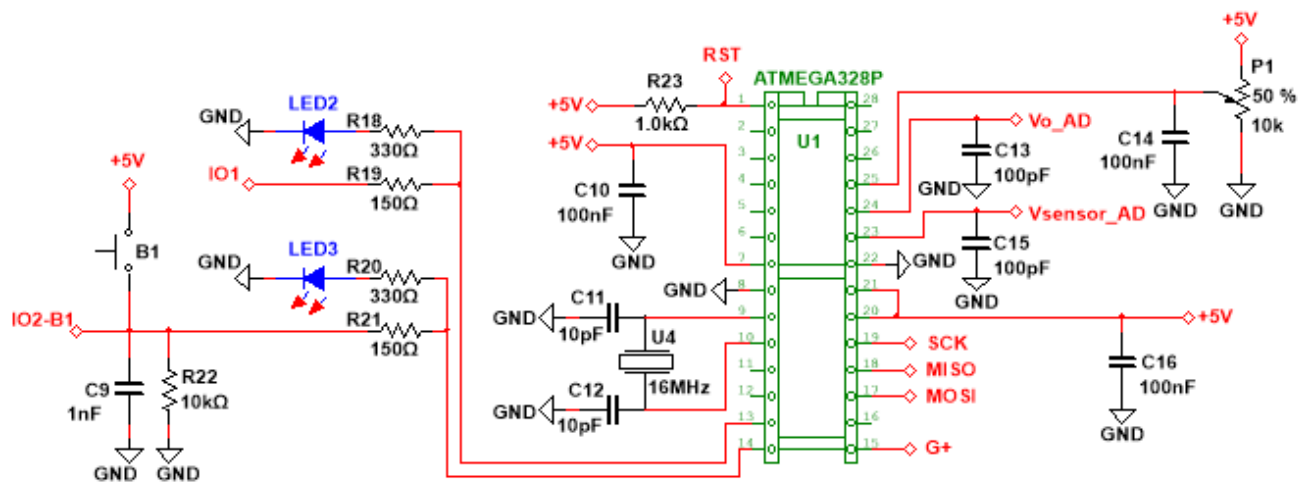 +5V
P1
50 %
10k
GND
C14
100nF
GND
Vo_AD
C13
100pF
GND
Vsensor_AD
C15
100pF
GND
RST
ATMEGA328P
U1
R23
1.0kΩ
+5V
+5V
C10
100nF
GND
LED2
GND
R18
330Ω
IO1
R19
150Ω
+5V
B1
LED3
GND
R20
330Ω
IO2-B1
R21
150Ω
C9
1nF
GND
R22
10kΩ
GND
GND
C11
10pF
U4
16MHz
GND
C12
10pF
GND
GND
+5V
C16
100nF
GND
SCK
MISO
MOSI
G+
1
2
3
4
5
6
7
8
9
10
11
12
13
14
28
27
26
25
24
23
22
21
20
19
18
17
16
15